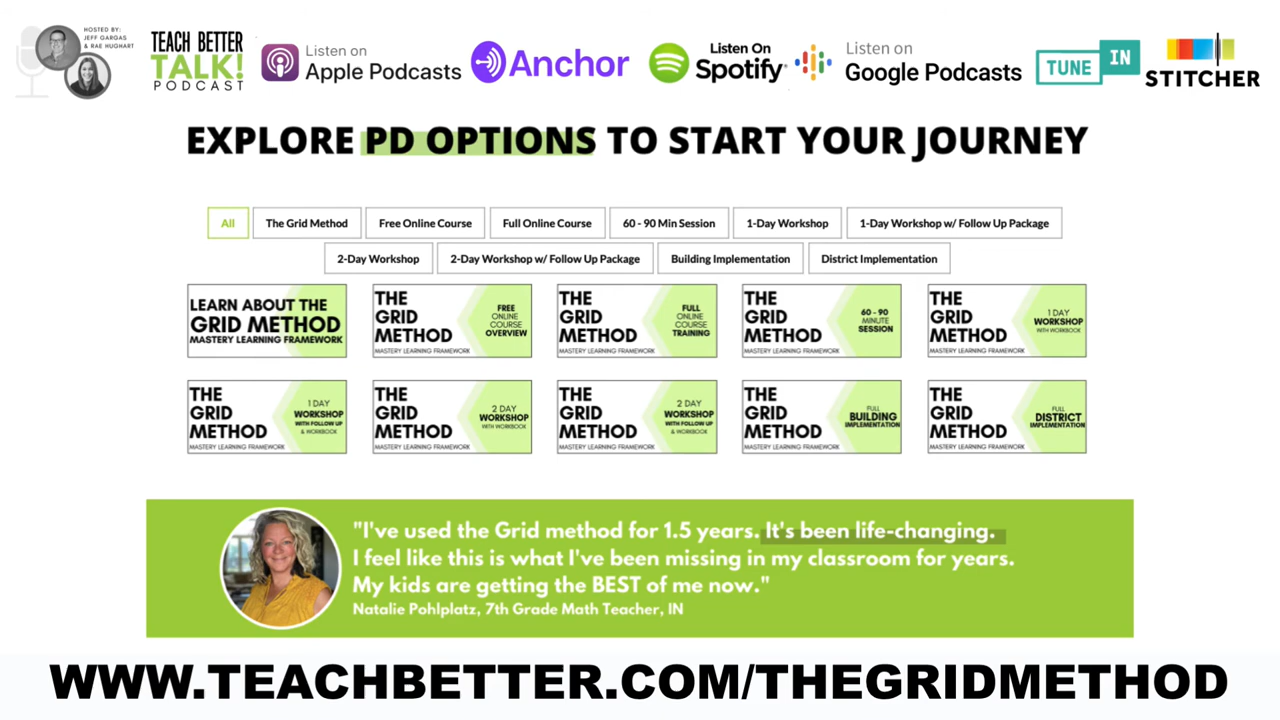 HOSTED BY:
JEFF GARGAS
& RAE HUGHART
TEACH BETTER
TALK!
PODCAST
Listen on
Apple Podcasts
Anchor
Listen On
Spotify
Listen on
Google Podcasts
TUNE IN
STITCHER
EXPLORE PD OPTIONS TO START YOUR JOURNEY
All
The Grid Method
Free Online Course
Full Online Course
60 - 90 Min Session
1-Day Workshop
1-Day Workshop w/ Follow Up Package
2-Day Workshop
2-Day Workshop w/ Follow Up Package
Building Implementation
District Implementation
LEARN ABOUT THE
GRID METHOD
MASTERY LEARNING FRAMEWORK
THE
GRID
METHOD
MASTERY LEARNING FRAMEWORK
FREE
ONLINE
COURSE
OVERVIEW
THE
GRID
METHOD
MASTERY LEARNING FRAMEWORK
FULL
ONLINE
COURSE
TRAINING
THE
GRID
METHOD
MASTERY LEARNING FRAMEWORK
60 - 90
MINUTE
SESSION
THE
GRID
METHOD
MASTERY LEARNING FRAMEWORK
1 DAY
WORKSHOP
WITH WORKBOOK
THE
GRID
METHOD
MASTERY LEARNING FRAMEWORK
1 DAY
WORKSHOP
WITH FOLLOW UP
& WORKBOOK
THE
GRID
METHOD
MASTERY LEARNING FRAMEWORK
2 DAY
WORKSHOP
WITH WORKBOOK
THE
GRID
METHOD
MASTERY LEARNING FRAMEWORK
2 DAY
WORKSHOP
WITH FOLLOW UP
& WORKBOOK
THE
GRID
METHOD
MASTERY LEARNING FRAMEWORK
FULL
BUILDING
IMPLEMENTATION
THE
GRID
METHOD
MASTERY LEARNING FRAMEWORK
FULL
DISTRICT
IMPLEMENTATION
"I've used the Grid method for 1.5 years. It's been life-changing.
I feel like this is what I've been missing in my classroom for years.
My kids are getting the BEST of me now."
Natalie Pohlplatz, 7th Grade Math Teacher, IN
WWW.TEACHBETTER.COM/THEGRIDMETHOD